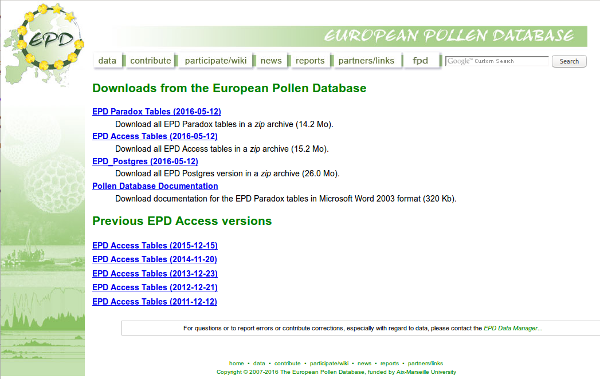 EPD
EUROPEAN POLLEN DATABASE
data contribute participate/wiki news reports partners/links fpd Google Custom Search Search
Downloads from the European Pollen Database
EPD Paradox Tables (2016-05-12)
Download all EPD Paradox tables in a zip archive (14.2 Mo).
EPD Access Tables (2016-05-12)
Download all EPD Access tables in a zip archive (15.2 Mo).
EPD_Postgres (2016-05-12)
Download all EPD Postgres version in a zip archive (26.0 Mo).
Pollen Database Documentation
Download documentation for the EPD Paradox tables in Microsoft Word 2003 format (320 Kb).
Previous EPD Access versions
EPD Access Tables (2015-12-15)
EPD Access Tables (2014-11-20)
EPD Access Tables (2013-12-23)
EPD Access Tables (2012-12-21)
EPD Access Tables (2011-12-12)
For questions or to report errors or contribute corrections, especially with regard to data, please contact the EPD Data Manager...
home • data • contribute • participate/wiki • news • reports • partners/links
Copyright © 2007-2016 The European Pollen Database, funded by Aix-Marseille University